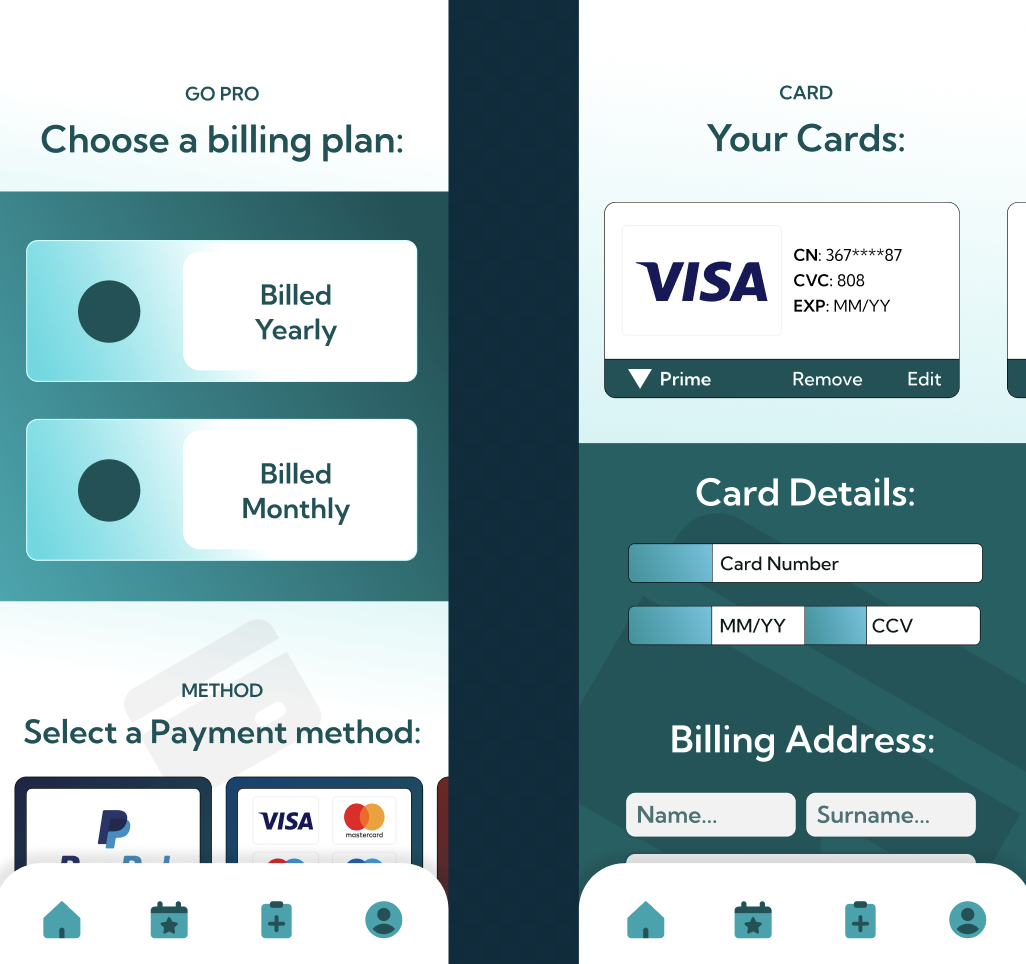 GO PRO
Choose a billing plan:
Billed
Yearly
Billed
Monthly
METHOD
Select a Payment method:
VISA
mastercard
CARD
Your Cards:
VISA
CN: 367****87
CVC: 808
EXP: MM/YY
Prime
Remove
Edit
Card Details:
Card Number
MM/YY
CCV
Billing Address:
Name...
Surname...